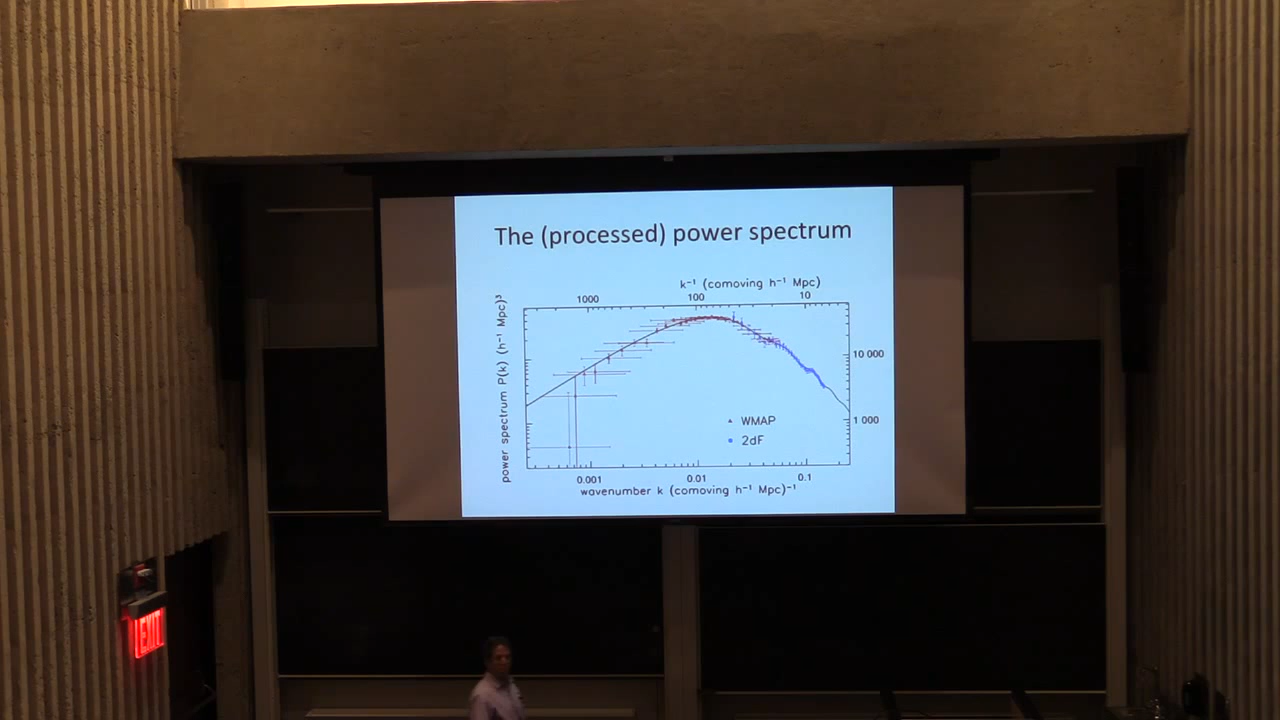 The (processed) power spectrum
k⁻¹ (comoving h⁻¹ Mpc)
1000 100 10
power spectrum P(k) (h⁻¹ Mpc)³
10 000
1 000
WMAP
2dF
0.001 0.01 0.1
wavenumber k (comoving h⁻¹ Mpc)⁻¹
EXIT